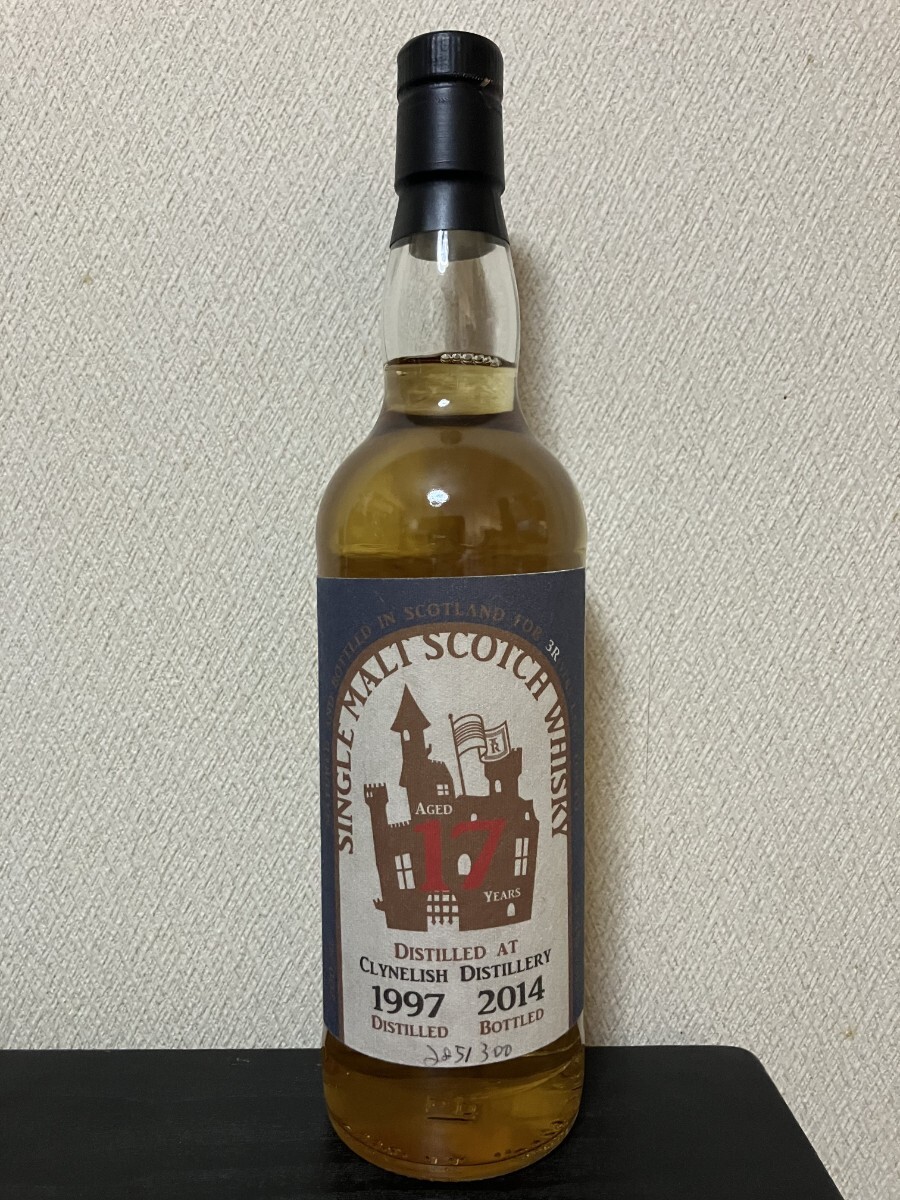 BOTTLED IN SCOTLAND FOR 3R
SINGLE MALT SCOTCH WHISKY
AGED
17
YEARS
DISTILLED AT
CLYNELISH DISTILLERY
1997 2014
DISTILLED BOTTLED
285/300